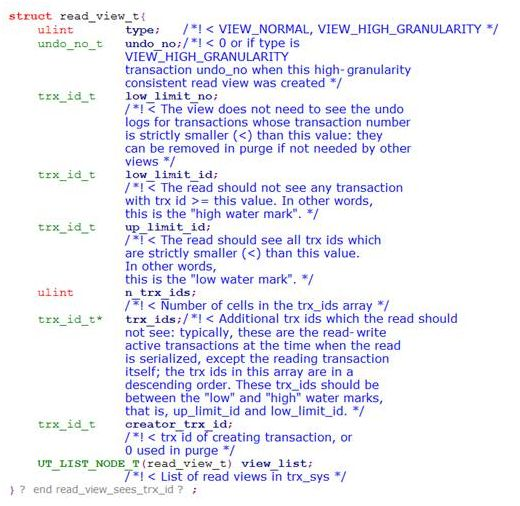 struct read_view_t{
ulint type; /*! < VIEW_NORMAL, VIEW_HIGH_GRANULARITY */
undo_no_t undo_no;/*! < 0 or if type is
VIEW_HIGH_GRANULARITY
transaction undo_no when this high-granularity
consistent read view was created */
trx_id_t low_limit_no;
/*! < The view does not need to see the undo
logs for transactions whose transaction number
is strictly smaller (<) than this value: they
can be removed in purge if not needed by other
views */
trx_id_t low_limit_id;
/*! < The read should not see any transaction
with trx id >= this value. In other words,
this is the "high water mark". */
trx_id_t up_limit_id;
/*! < The read should see all trx ids which
are strictly smaller (<) than this value.
In other words,
this is the "low water mark". */
ulint n_trx_ids;
/*! < Number of cells in the trx_ids array */
trx_id_t* trx_ids;/*! < Additional trx ids which the read should
not see: typically, these are the read-write
active transactions at the time when the read
is serialized, except the reading transaction
itself; the trx ids in this array are in a
descending order. These trx_ids should be
between the "low" and "high" water marks,
that is, up_limit_id and low_limit_id. */
trx_id_t creator_trx_id;
/*! < trx id of creating transaction, or
0 used in purge */
UT_LIST_NODE_T(read_view_t) view_list;
/*! < List of read views in trx_sys */
} ? end read_view_sees_trx_id ? ;